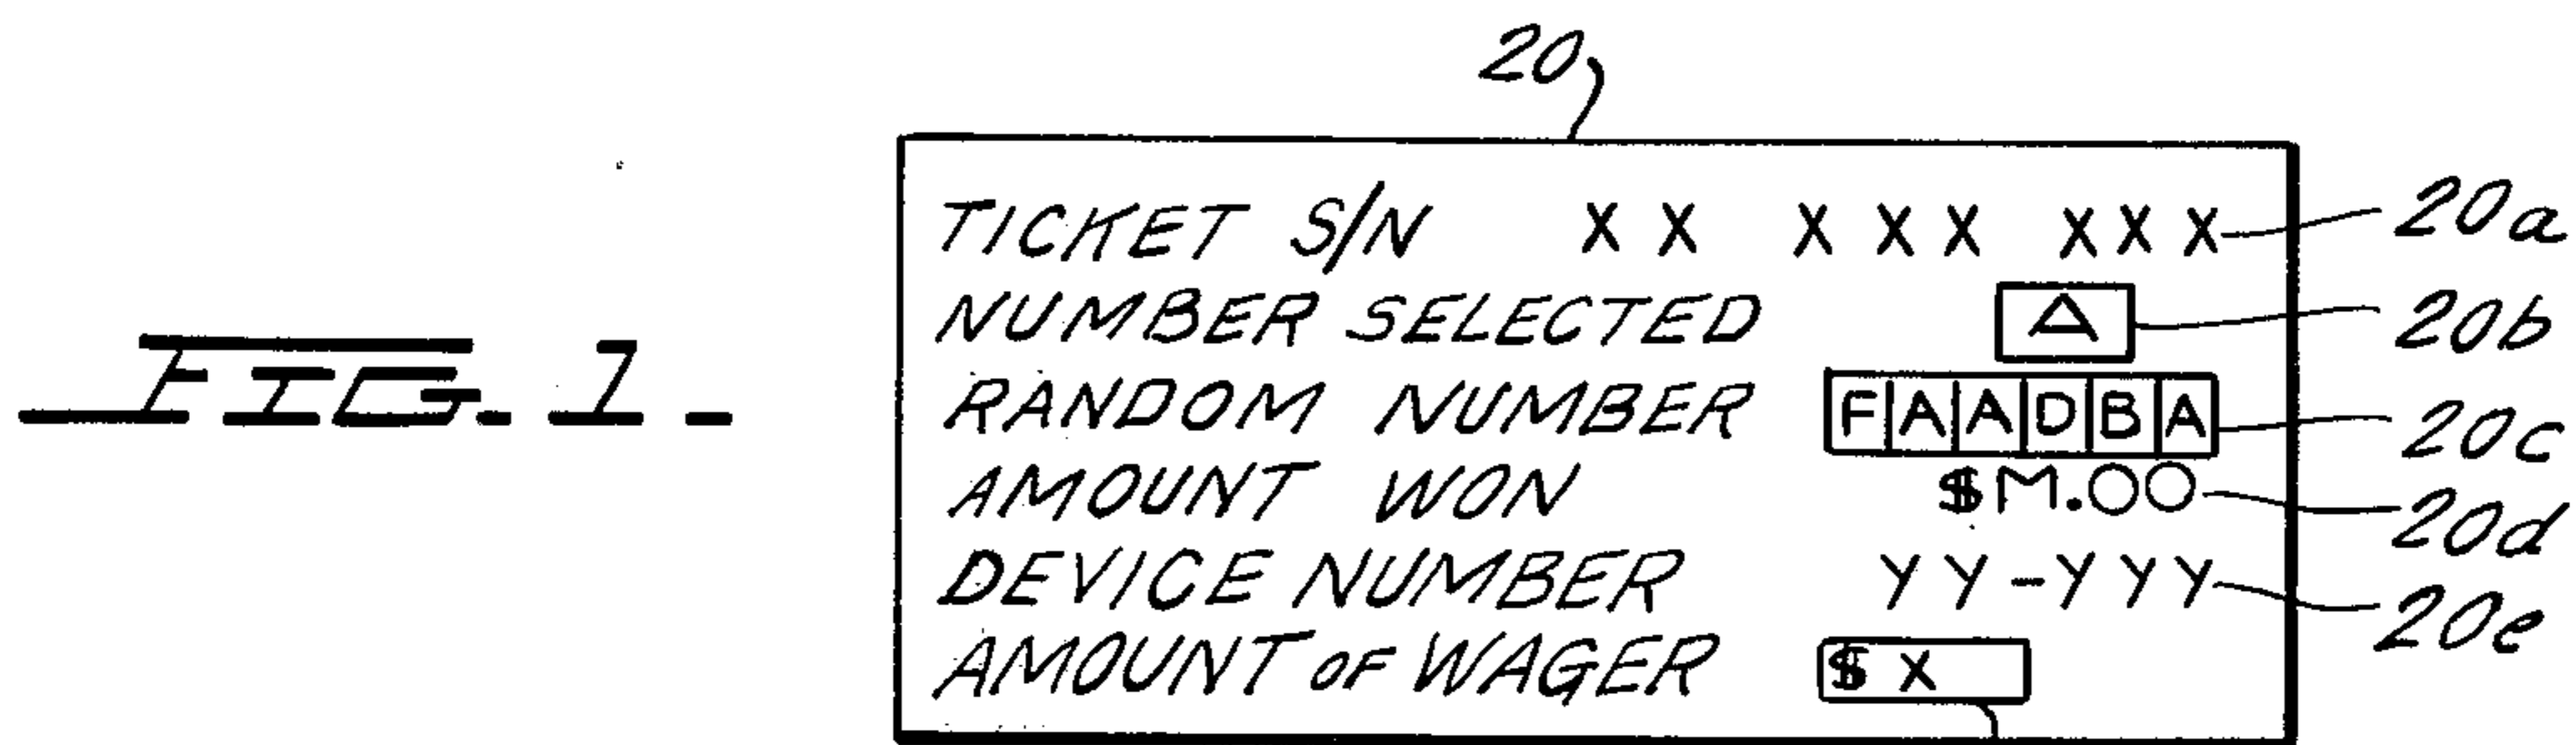 20
TICKET S/N XX XXX XXX 20a
NUMBER SELECTED A 20b
FIG. 1.
RANDOM NUMBER F A A D B A 20c
AMOUNT WON $M.00 20d
DEVICE NUMBER YY-YYY 20e
AMOUNT OF WAGER $ X